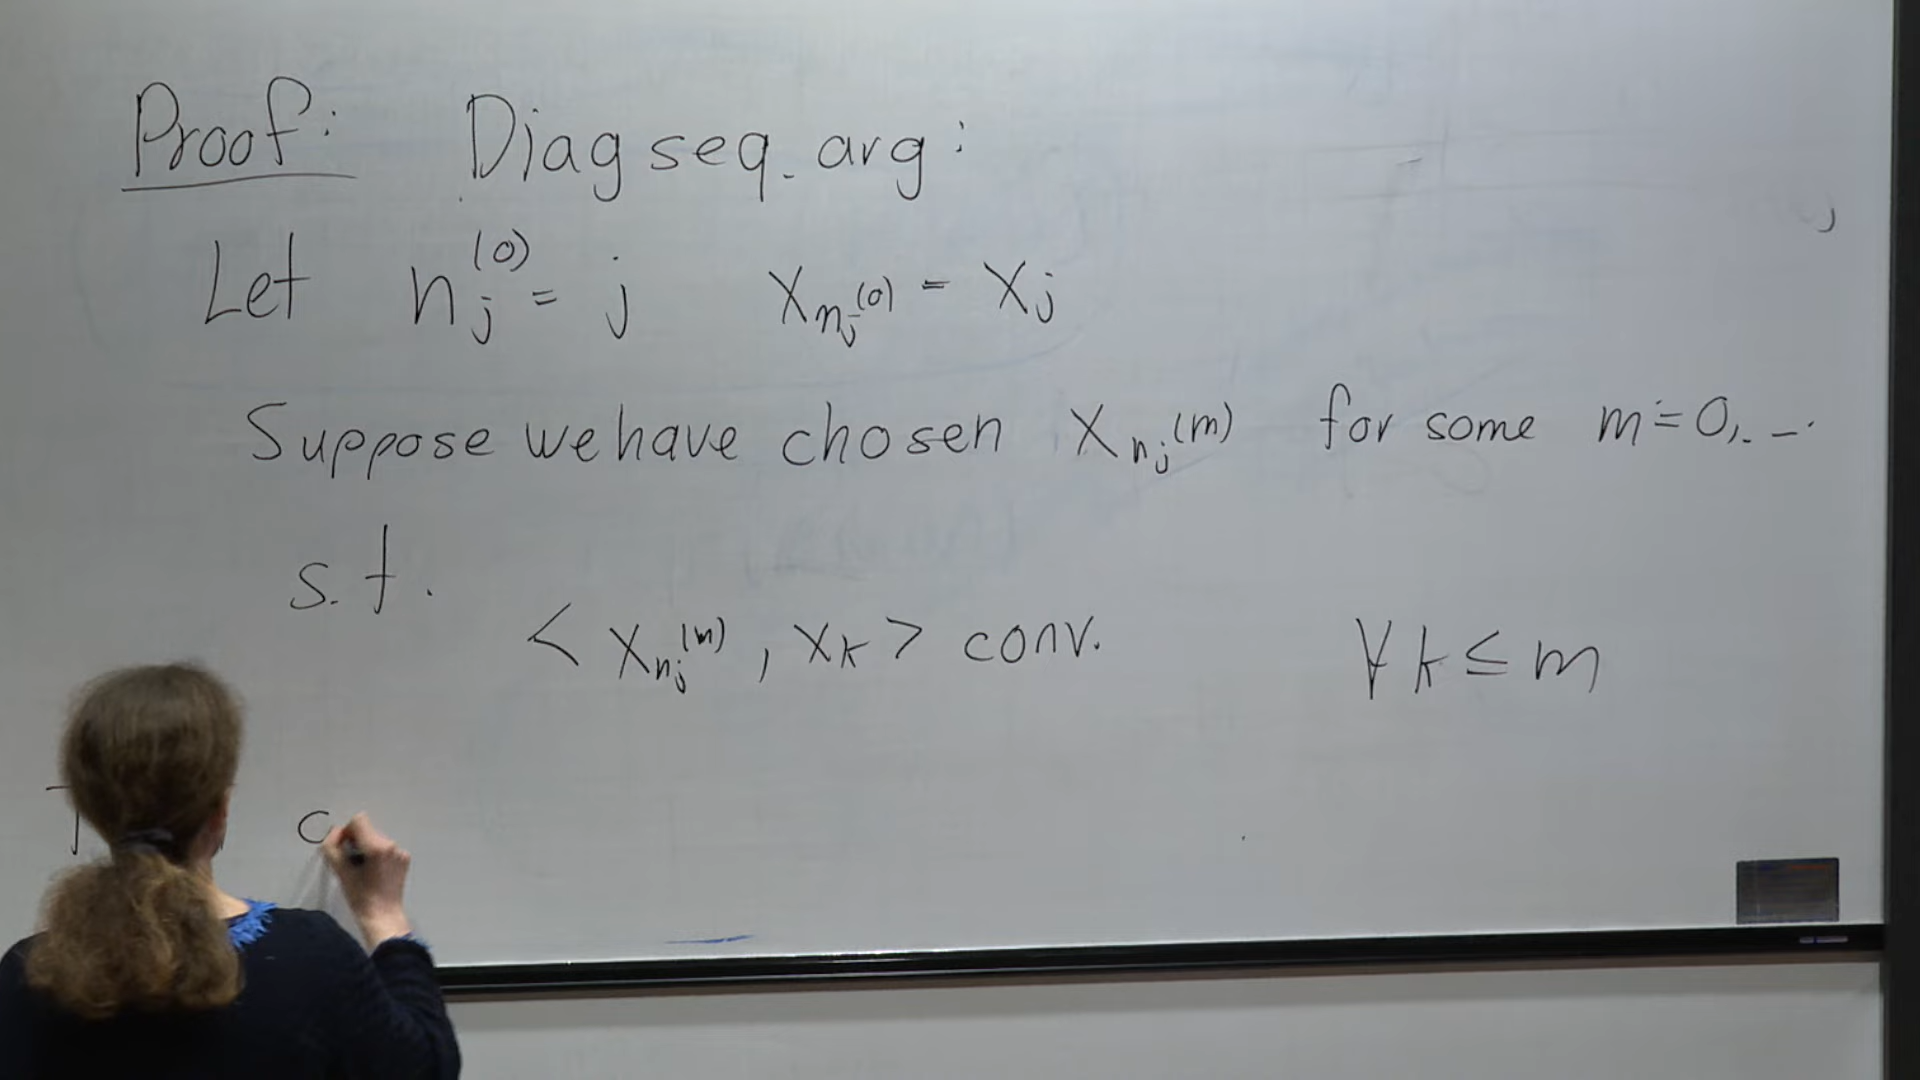 Proof: Diag seq. arg:
Let n_j^(0) = j x_{n_j^(0)} = x_j
Suppose we have chosen x_{n_j^(m)} for some m = 0, ...
s.t.
< x_{n_j^(m)}, x_k > conv. ∀ k ≤ m